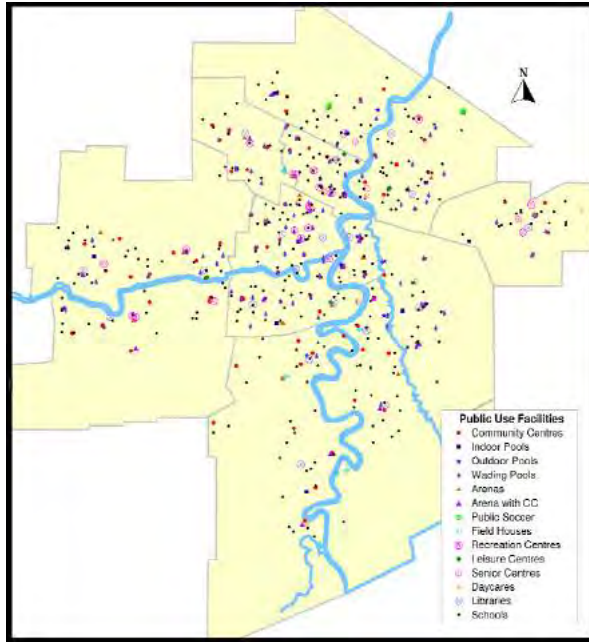 N
Public Use Facilities
Community Centres
Indoor Pools
Outdoor Pools
Wading Pools
Arenas
Arena with CC
Public Soccer
Field Houses
Recreation Centres
Leisure Centres
Senior Centres
Daycares
Libraries
Schools